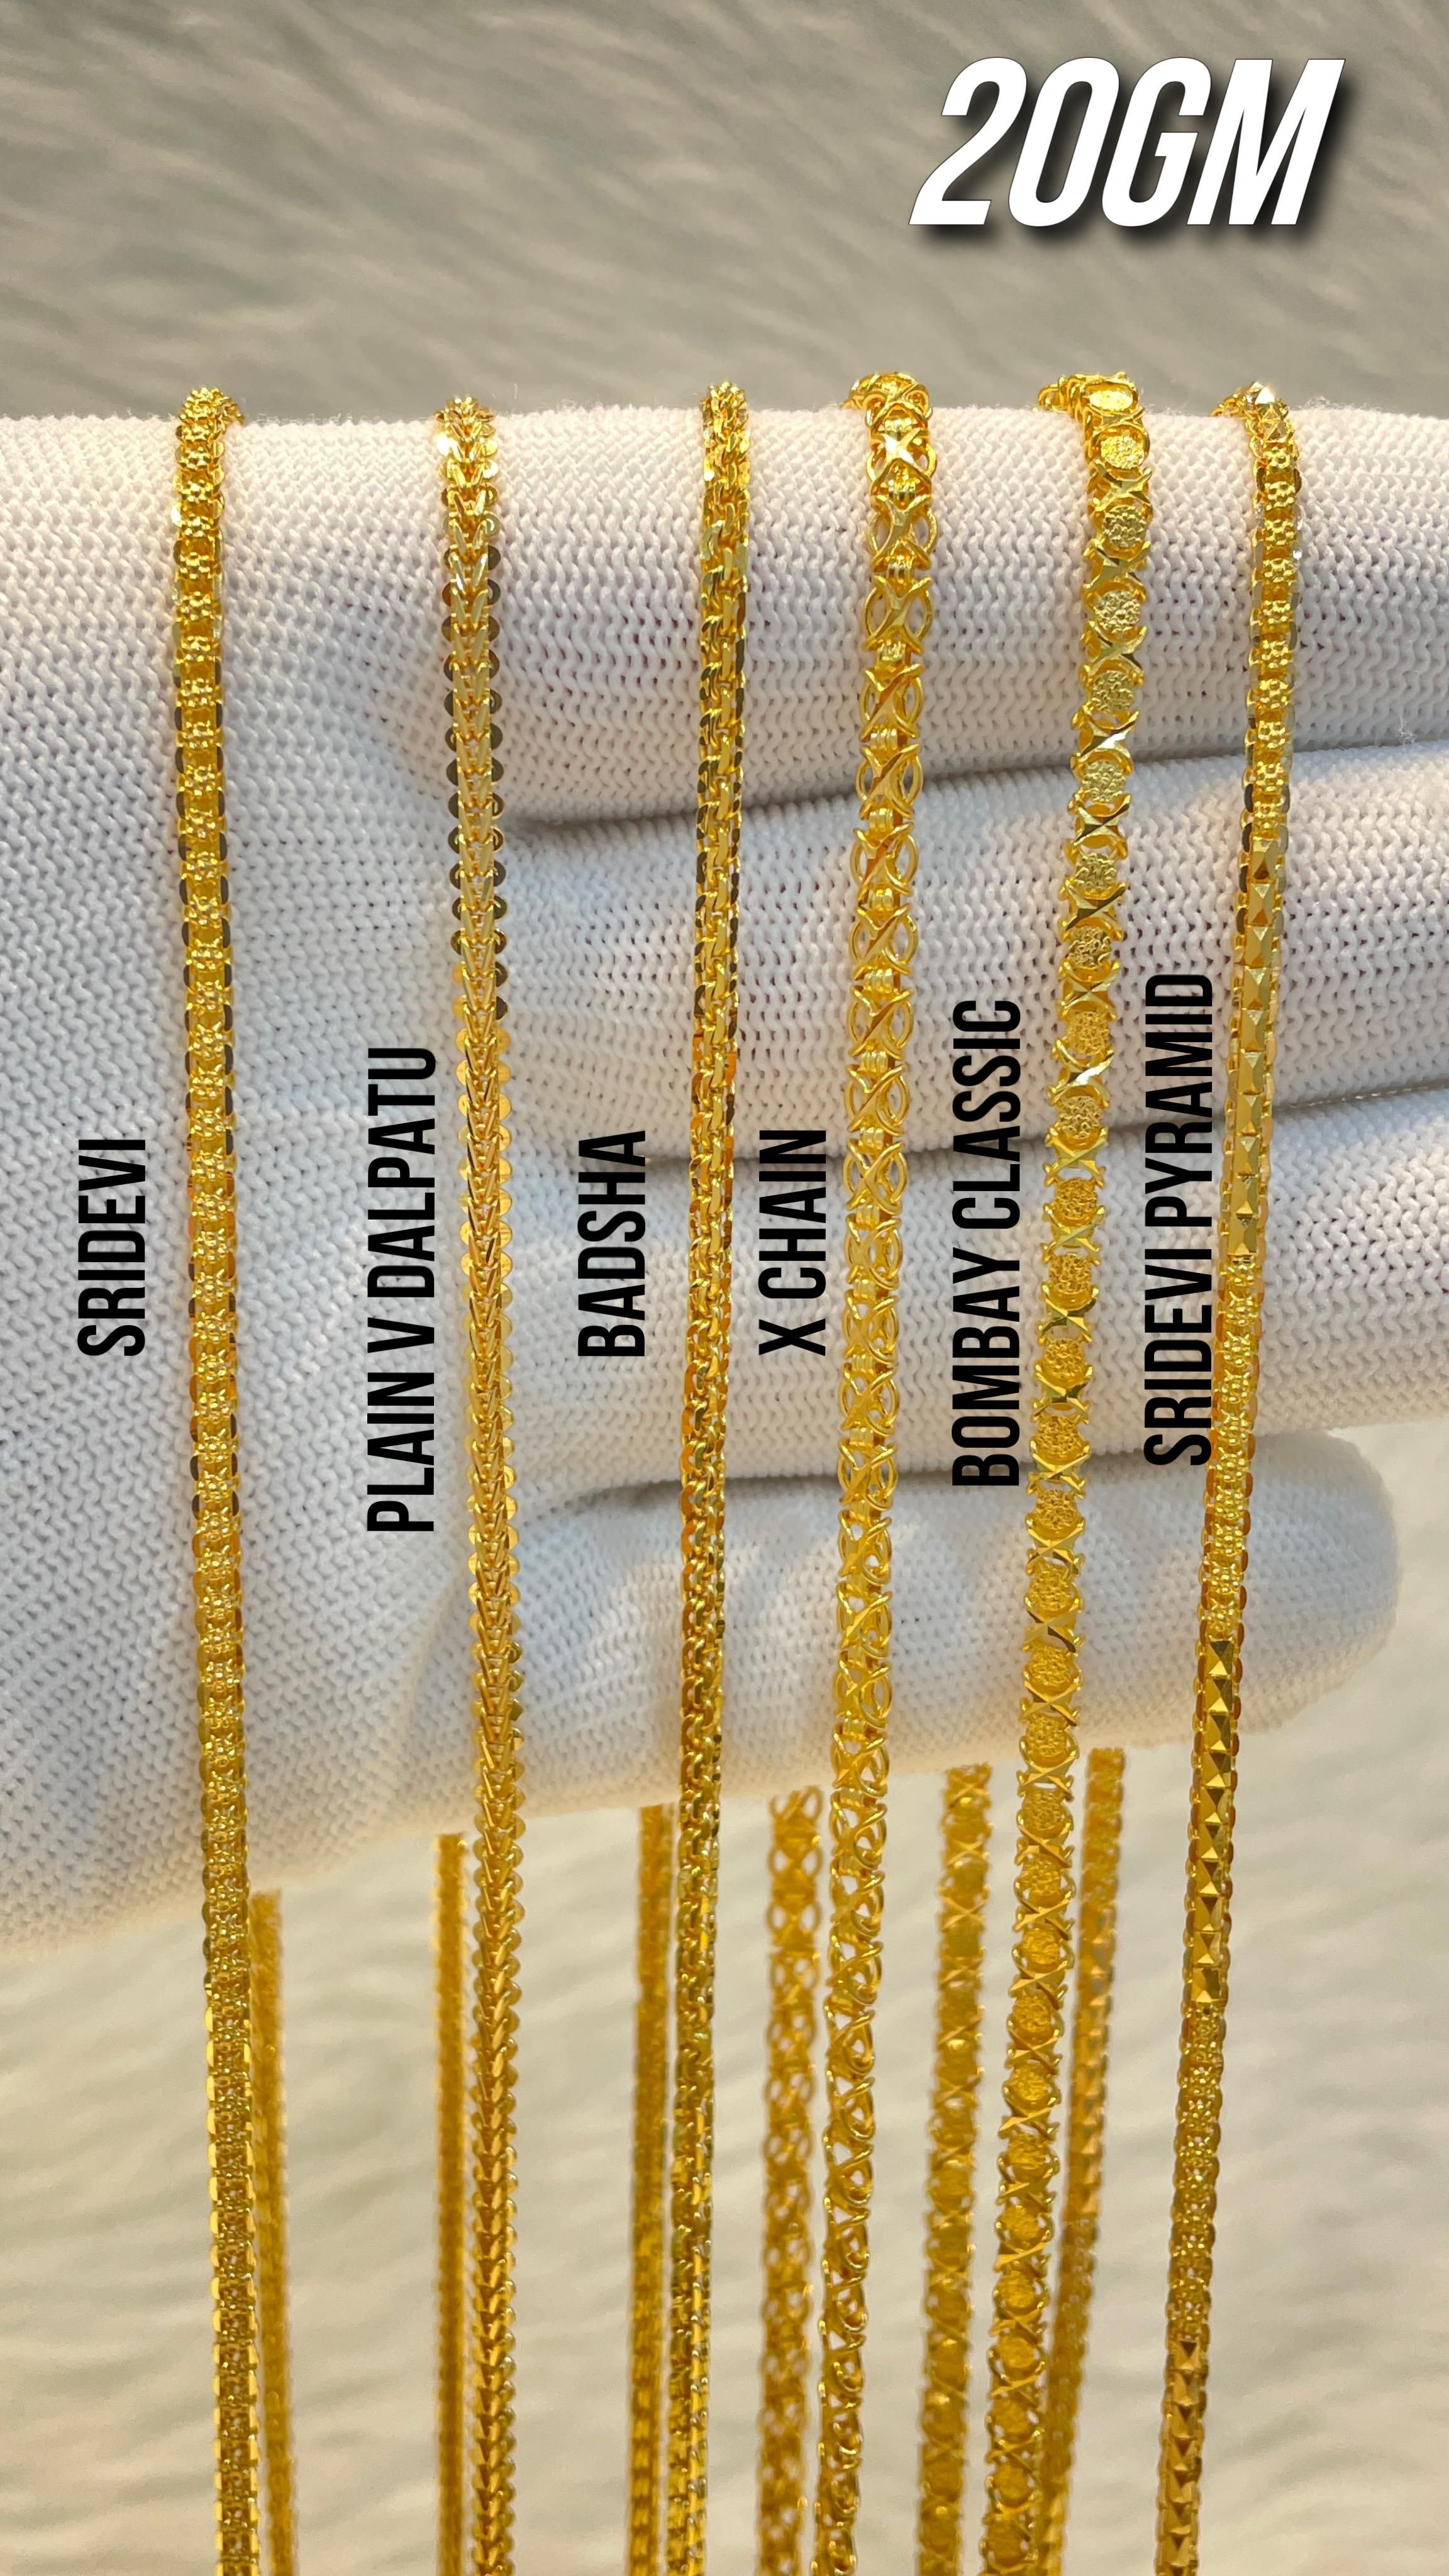 20GM
SRIDEVI
PLAIN V DALPATU
BADSHA
X CHAIN
BOMBAY CLASSIC
SRIDEVI PYRAMID